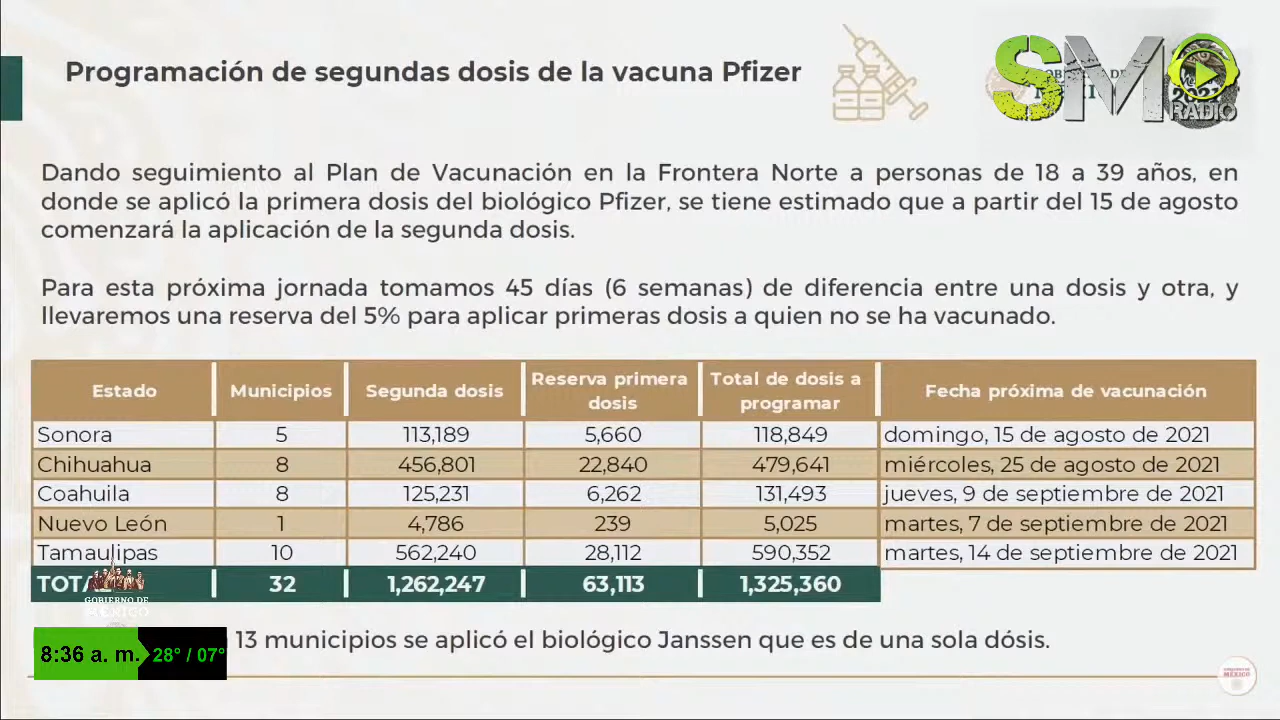 Programación de segundas dosis de la vacuna Pfizer
SM RADIO
Dando seguimiento al Plan de Vacunación en la Frontera Norte a personas de 18 a 39 años, en
donde se aplicó la primera dosis del biológico Pfizer, se tiene estimado que a partir del 15 de agosto
comenzará la aplicación de la segunda dosis.
Para esta próxima jornada tomamos 45 días (6 semanas) de diferencia entre una dosis y otra, y
llevaremos una reserva del 5% para aplicar primeras dosis a quien no se ha vacunado.
Estado Municipios Segunda dosis Reserva primera dosis Total de dosis a programar Fecha próxima de vacunación
Sonora 5 113,189 5,660 118,849 domingo, 15 de agosto de 2021
Chihuahua 8 456,801 22,840 479,641 miércoles, 25 de agosto de 2021
Coahuila 8 125,231 6,262 131,493 jueves, 9 de septiembre de 2021
Nuevo León 1 4,786 239 5,025 martes, 7 de septiembre de 2021
Tamaulipas 10 562,240 28,112 590,352 martes, 14 de septiembre de 2021
32 1,262,247 63,113 1,325,360
GOBIERNO DE
MÉXICO
13 municipios se aplicó el biológico Janssen que es de una sola dósis.
8:36 a. m. 28° / 07°
GOBIERNO DE
MÉXICO